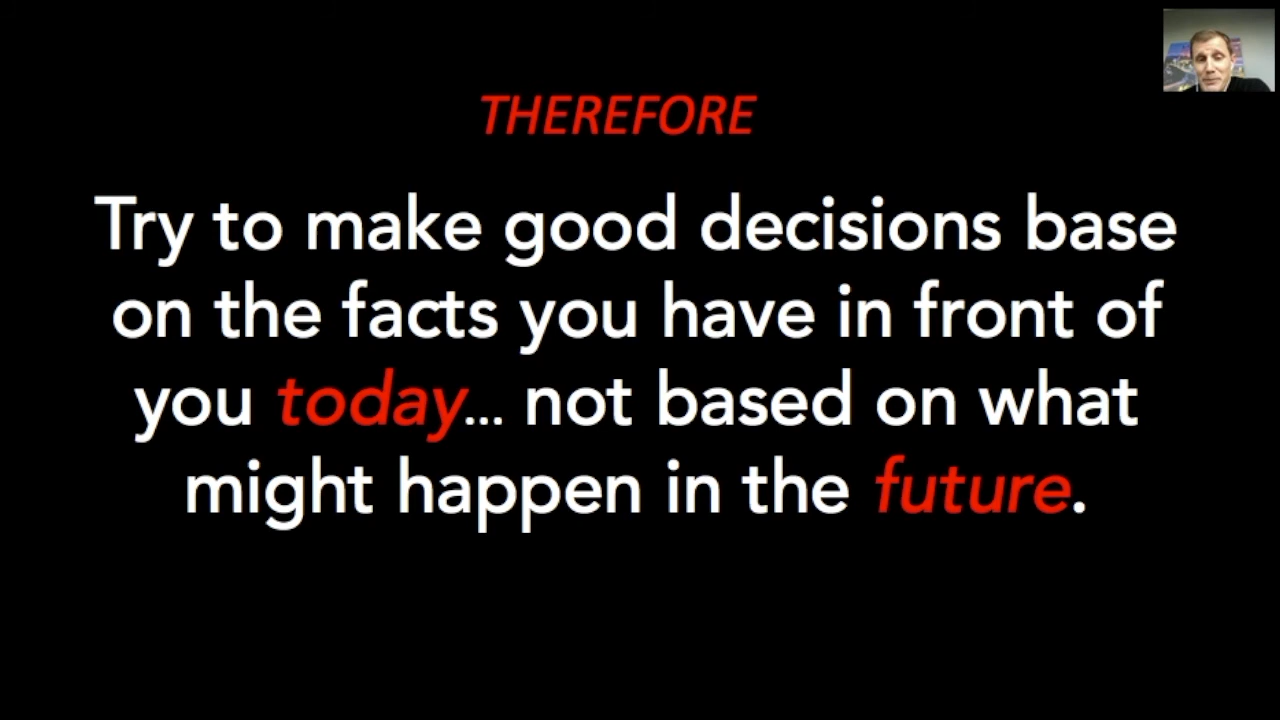 THEREFORE
Try to make good decisions base
on the facts you have in front of
you today... not based on what
might happen in the future.